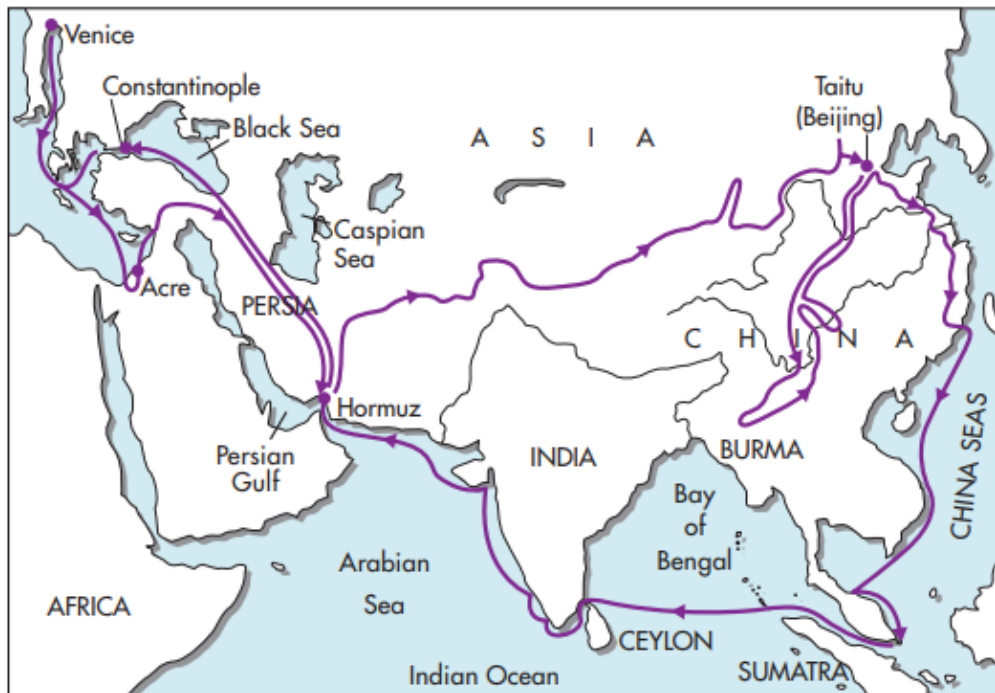 Venice
Constantinople
Black Sea
A S I A
Taitu
(Beijing)
Caspian
Sea
Acre
PERSIA
C H I N A
Hormuz
Persian
Gulf
INDIA
BURMA
CHINA SEAS
Bay
of
Bengal
Arabian
Sea
AFRICA
CEYLON
SUMATRA
Indian Ocean